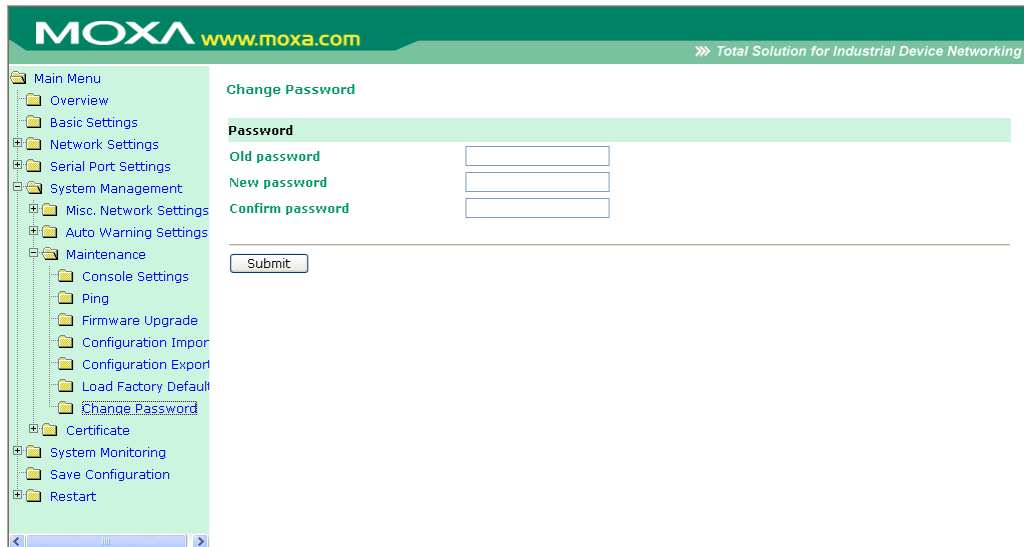 MOXA www.moxa.com
Total Solution for Industrial Device Networking
Main Menu
Overview
Basic Settings
Network Settings
Serial Port Settings
System Management
Misc. Network Settings
Auto Warning Settings
Maintenance
Console Settings
Ping
Firmware Upgrade
Configuration Impor
Configuration Export
Load Factory Default
Change Password
Certificate
System Monitoring
Save Configuration
Restart
Change Password
Password
Old password
New password
Confirm password
Submit